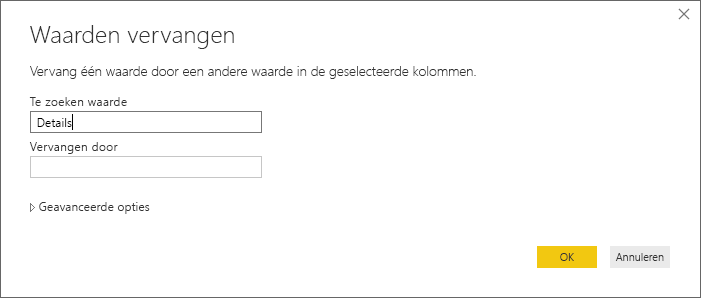 Waarden vervangen
Vervang één waarde door een andere waarde in de geselecteerde kolommen.
Te zoeken waarde
Details
Vervangen door
Geavanceerde opties
OK
Annuleren